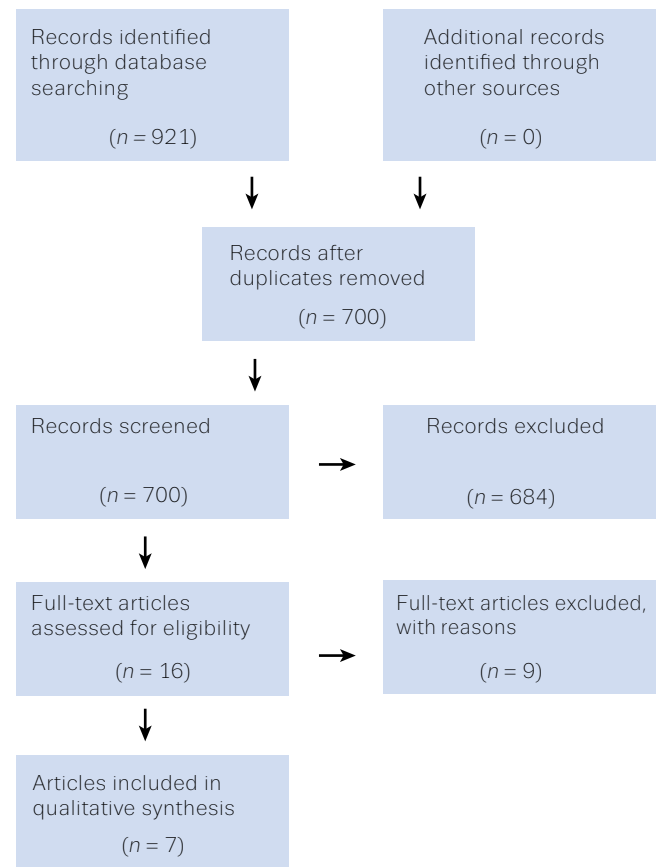 Records identified
through database
searching
(n = 921)
Additional records
identified through
other sources
(n = 0)
Records after
duplicates removed
(n = 700)
Records screened
(n = 700)
Records excluded
(n = 684)
Full-text articles
assessed for eligibility
(n = 16)
Full-text articles excluded,
with reasons
(n = 9)
Articles included in
qualitative synthesis
(n = 7)